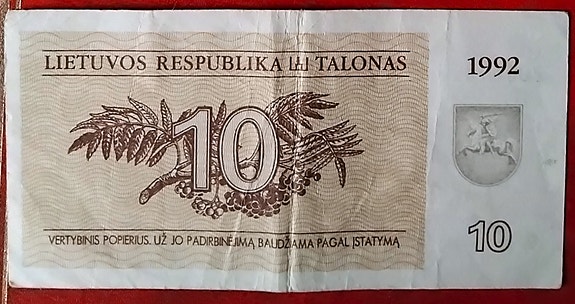 LIETUVOS RESPUBLIKA TALONAS 1992
10
VERTYBINIS POPIERIUS. UŽ JO PADIRBINĖJIMĄ BAUDŽIAMA PAGAL ĮSTATYMĄ
10